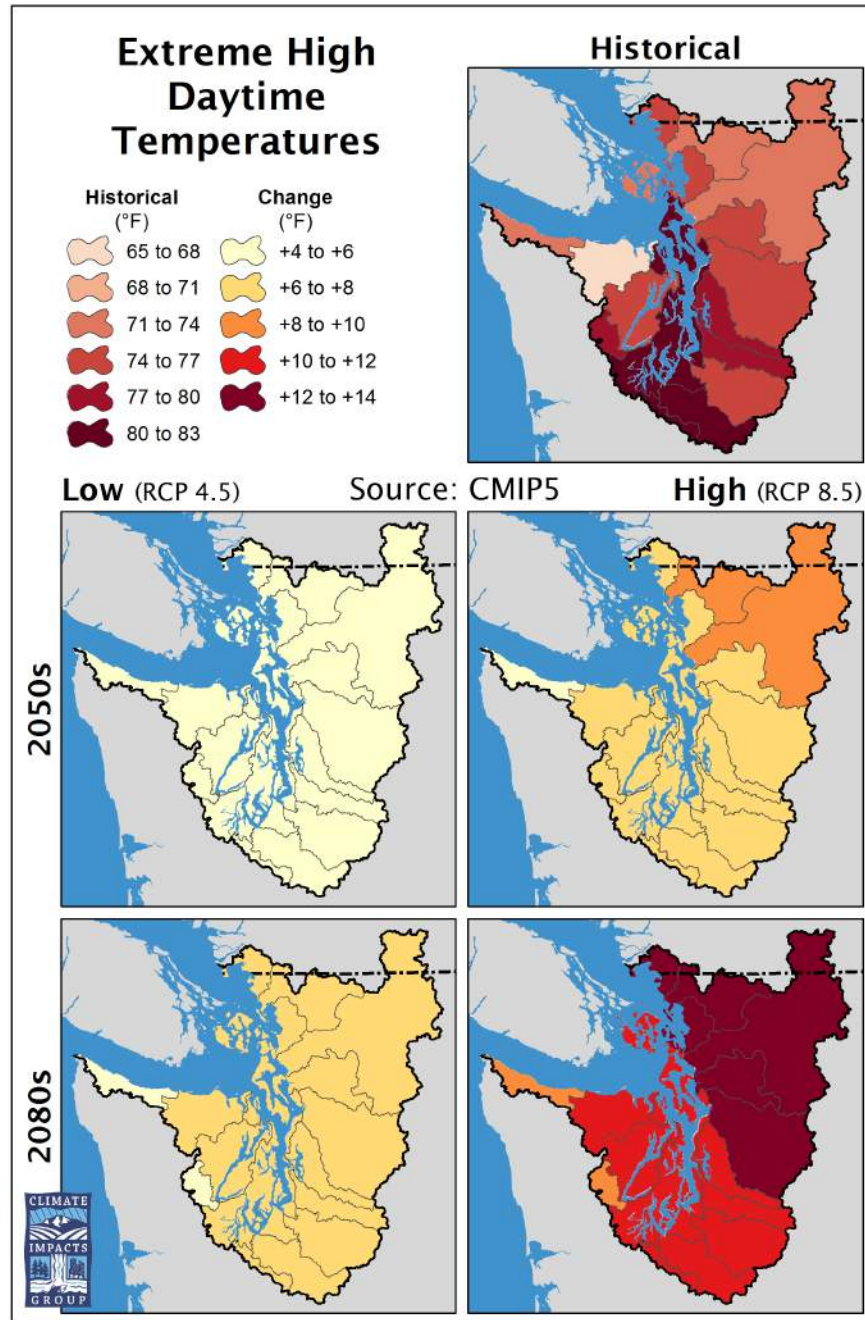 Extreme High
Daytime
Temperatures
Historical
Historical
(°F)
65 to 68
68 to 71
71 to 74
74 to 77
77 to 80
80 to 83
Change
(°F)
+4 to +6
+6 to +8
+8 to +10
+10 to +12
+12 to +14
Low (RCP 4.5)
Source: CMIP5
High (RCP 8.5)
2050s
2080s
CLIMATE
IMPACTS
GROUP